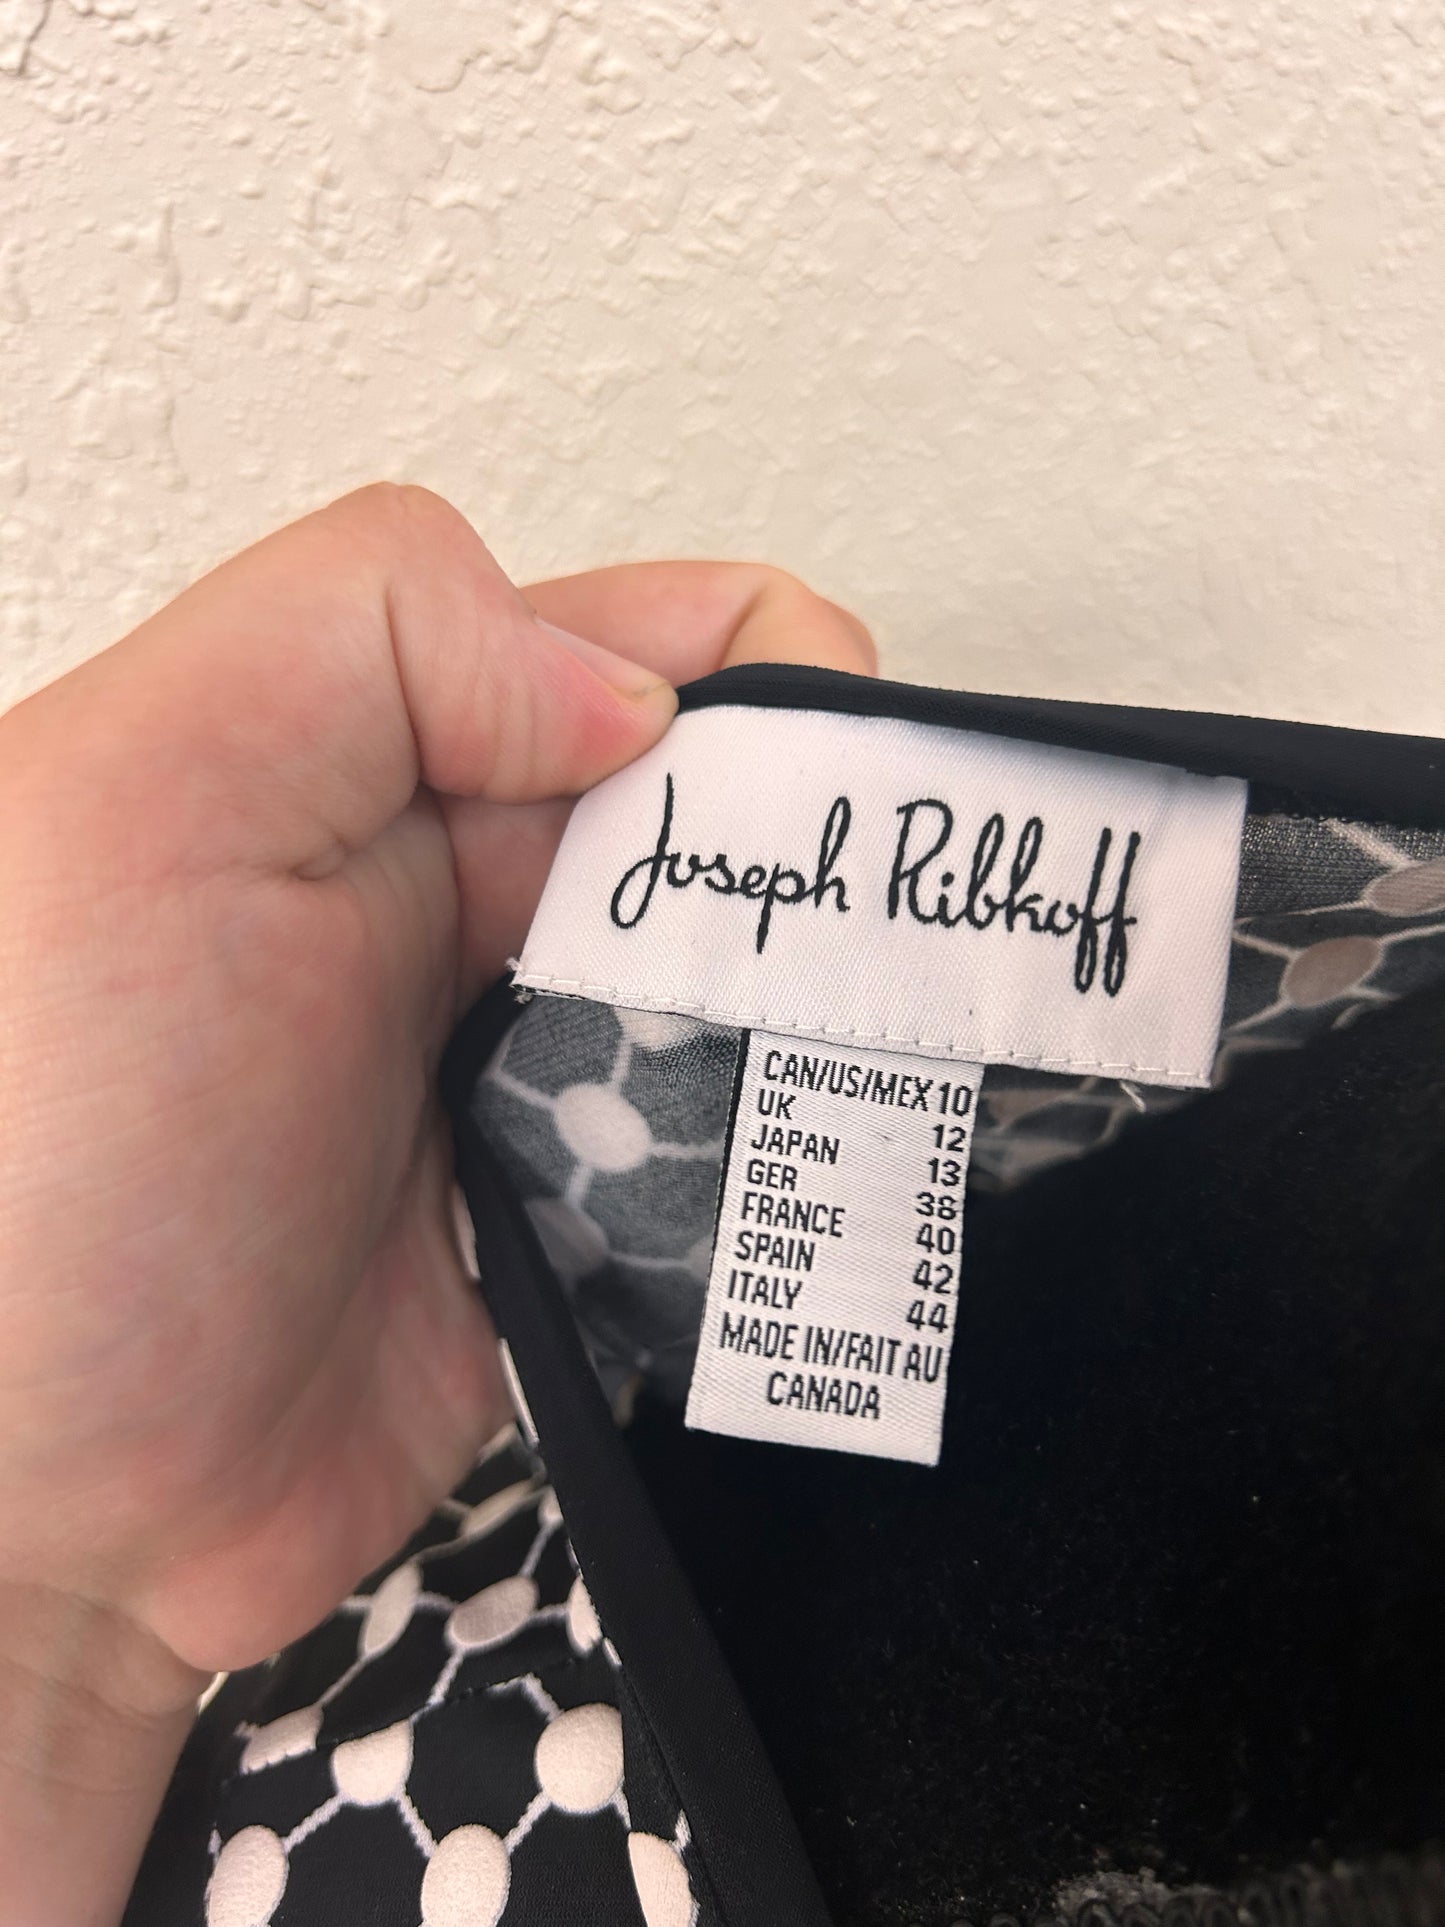 Joseph Ribkoff
CAN/US/MEX 10
UK 12
JAPAN 13
GER 38
FRANCE 40
SPAIN 42
ITALY 44
MADE IN/FAIT AU
CANADA